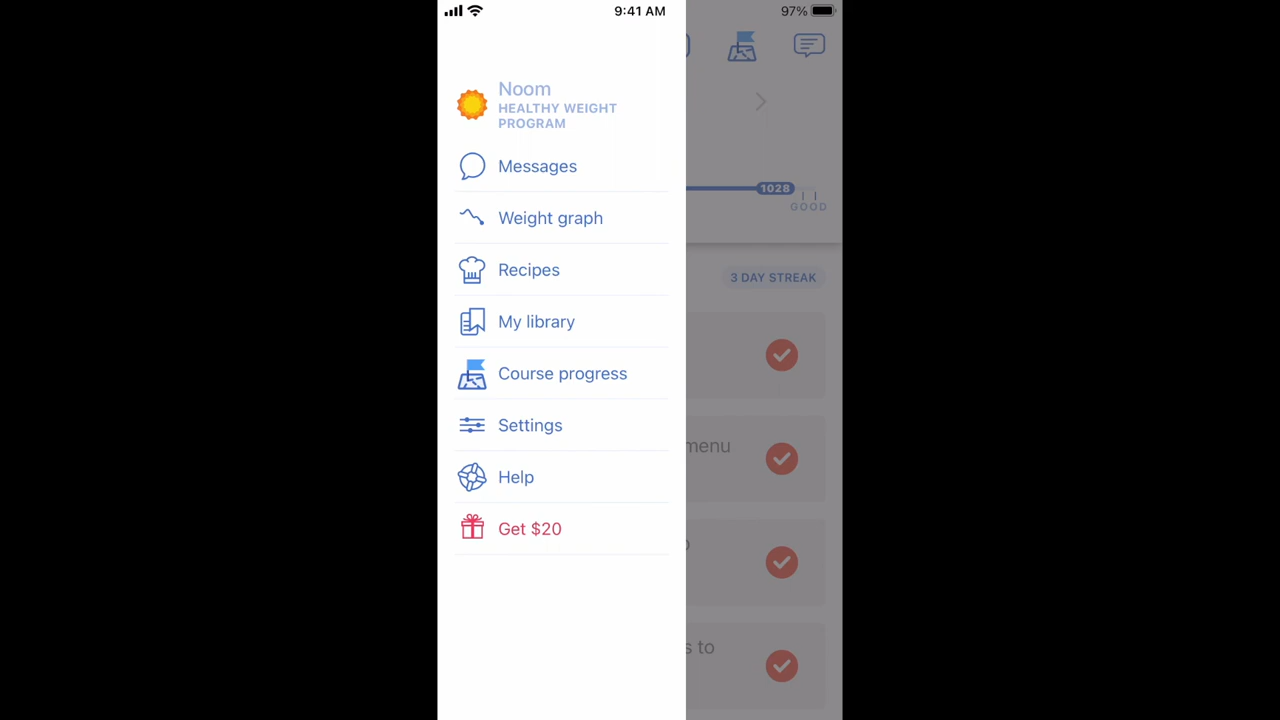 9:41 AM
97%
Noom
HEALTHY WEIGHT
PROGRAM
Messages
Weight graph
Recipes
My library
Course progress
Settings
Help
Get $20
1028
GOOD
3 DAY STREAK
menu
s to